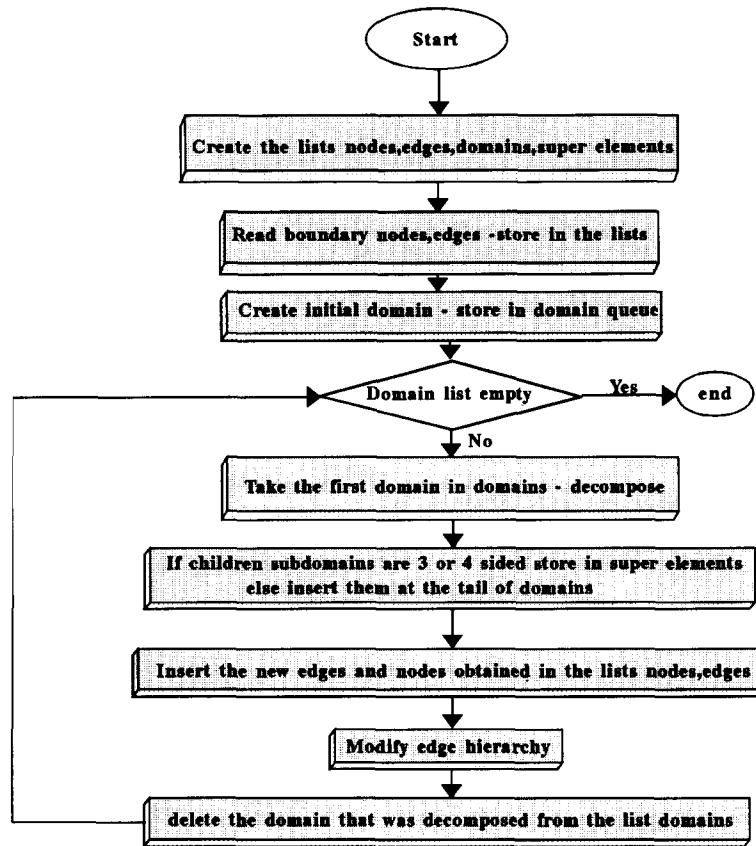 Start
Create the lists nodes,edges,domains,super elements
Read boundary nodes,edges -store in the lists
Create initial domain - store in domain queue
Domain list empty
Yes
end
No
Take the first domain in domains - decompose
If children subdomains are 3 or 4 sided store in super elements
else insert them at the tail of domains
Insert the new edges and nodes obtained in the lists nodes,edges
Modify edge hierarchy
delete the domain that was decomposed from the list domains